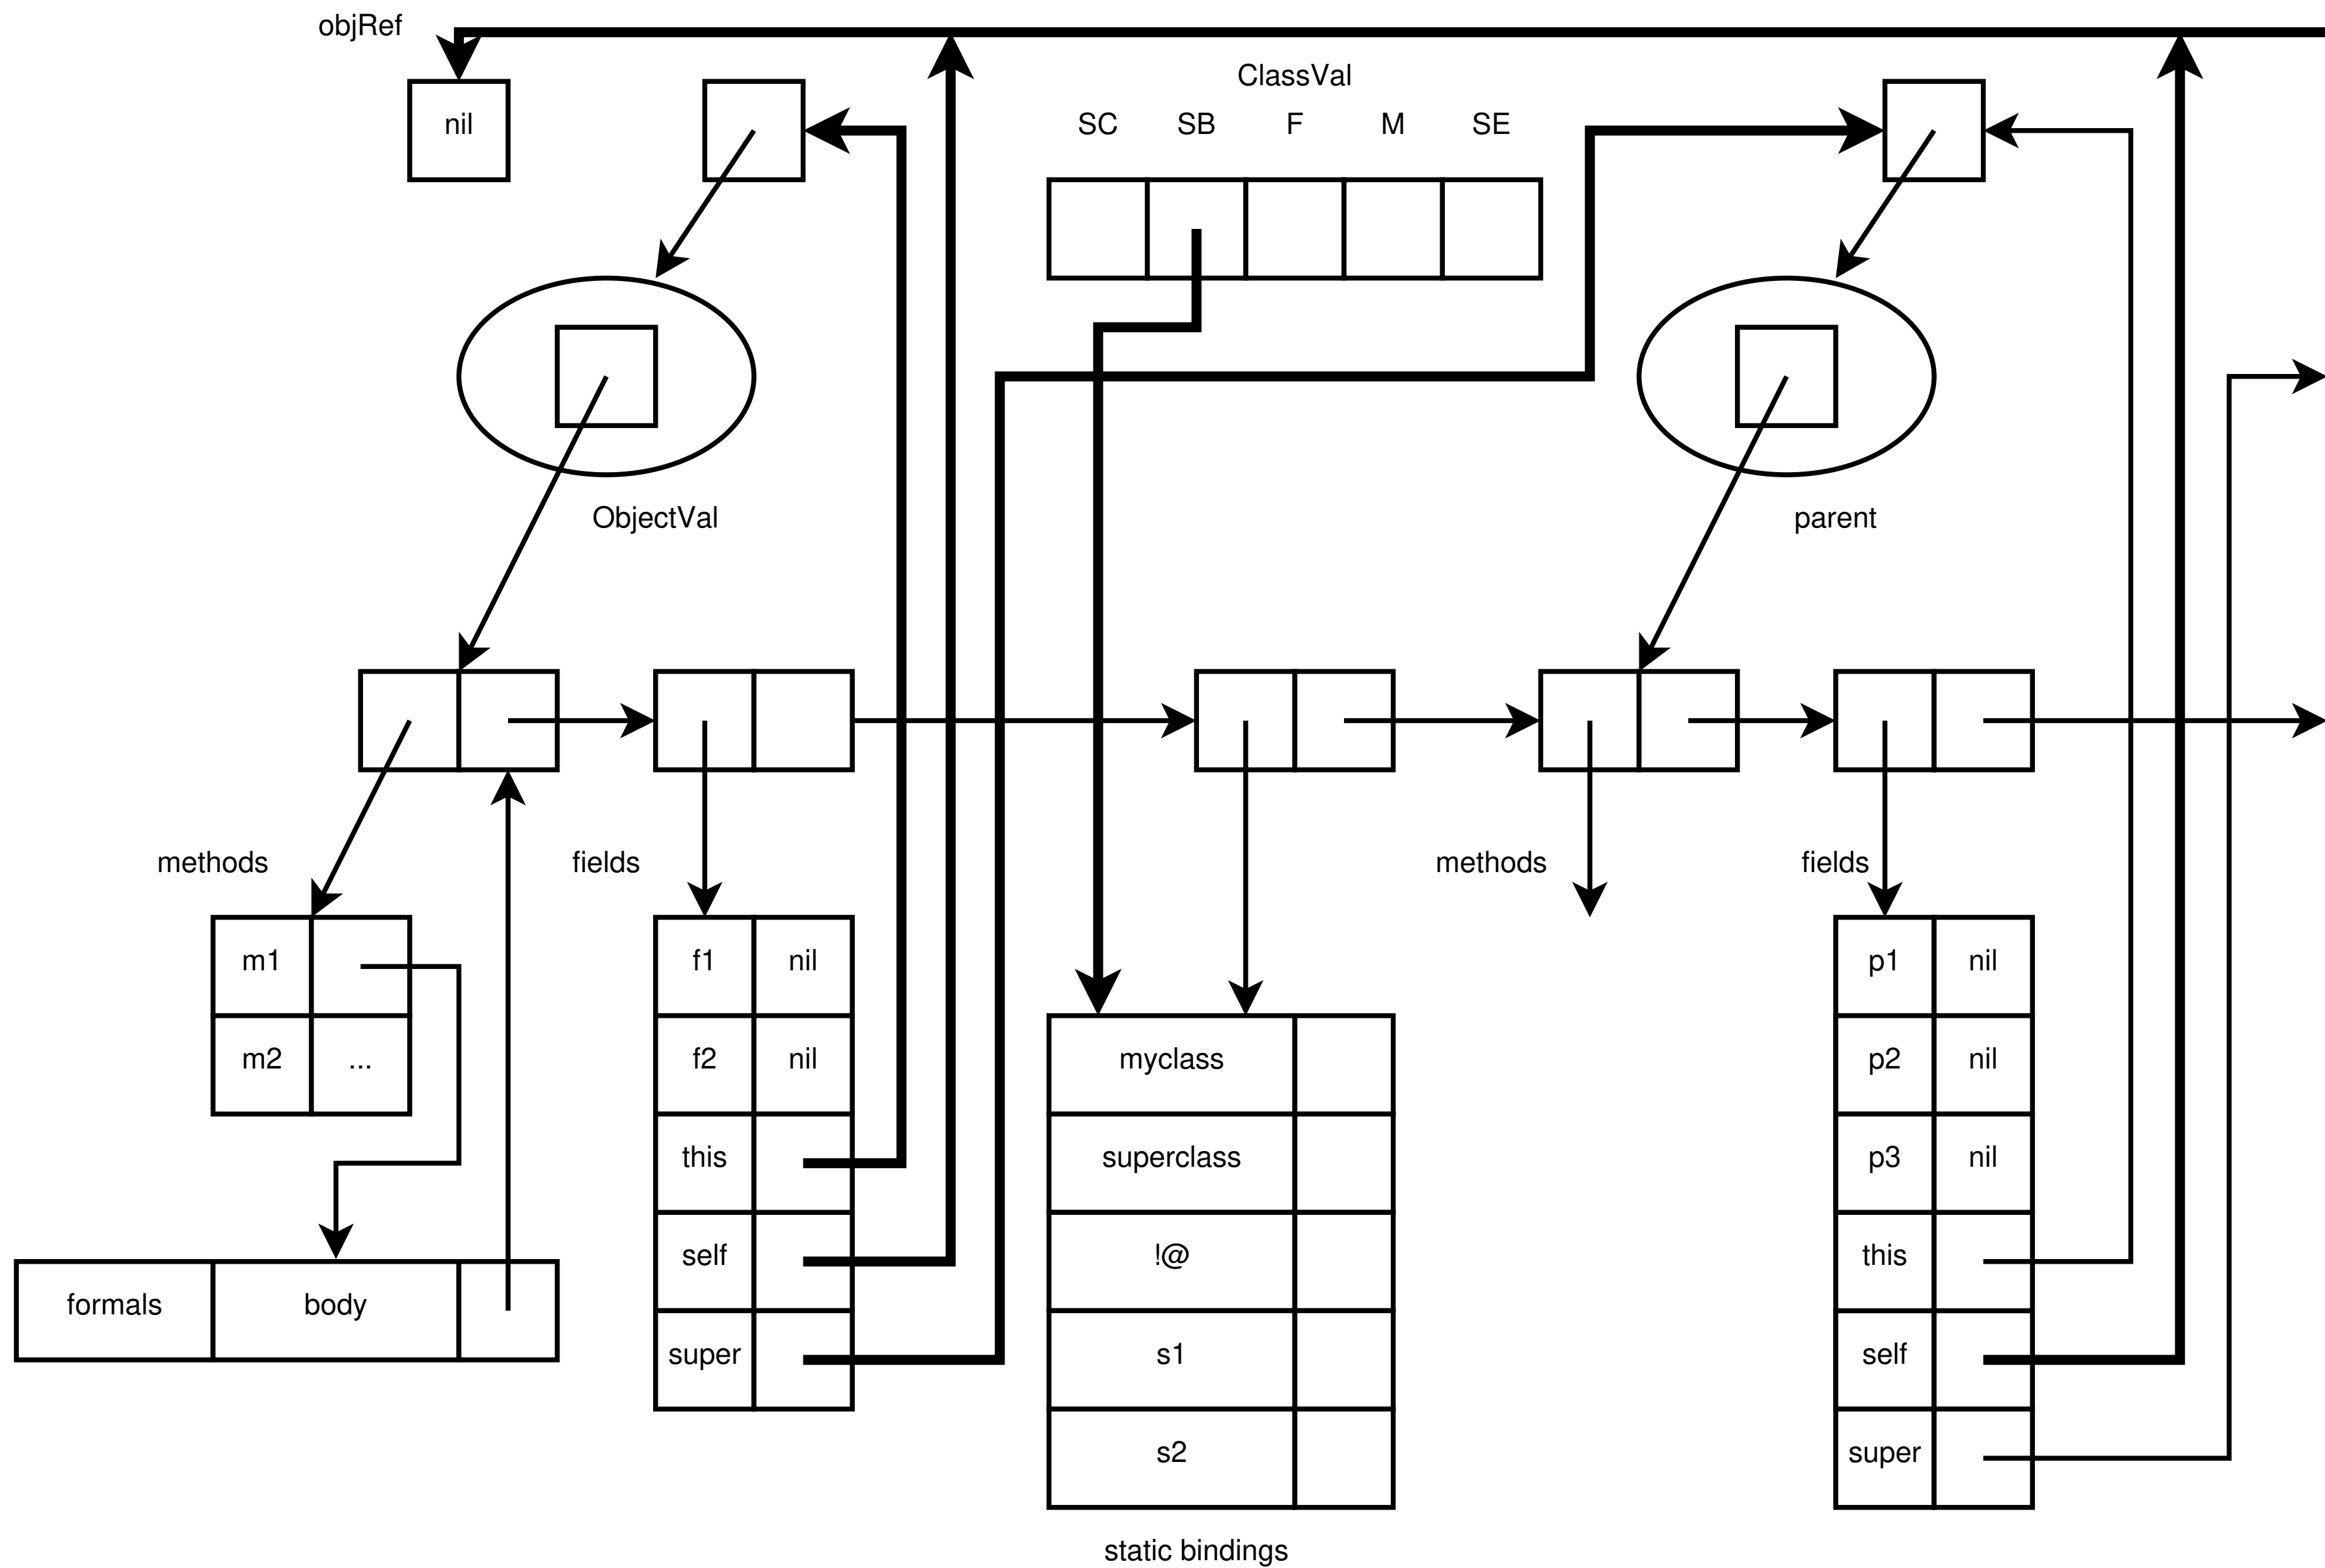 objRef
nil
ClassVal
SC SB F M SE
ObjectVal
parent
methods
fields
methods
fields
m1
m2 ...
formals body
f1 nil
f2 nil
this
self
super
myclass
superclass
!@
s1
s2
static bindings
p1 nil
p2 nil
p3 nil
this
self
super